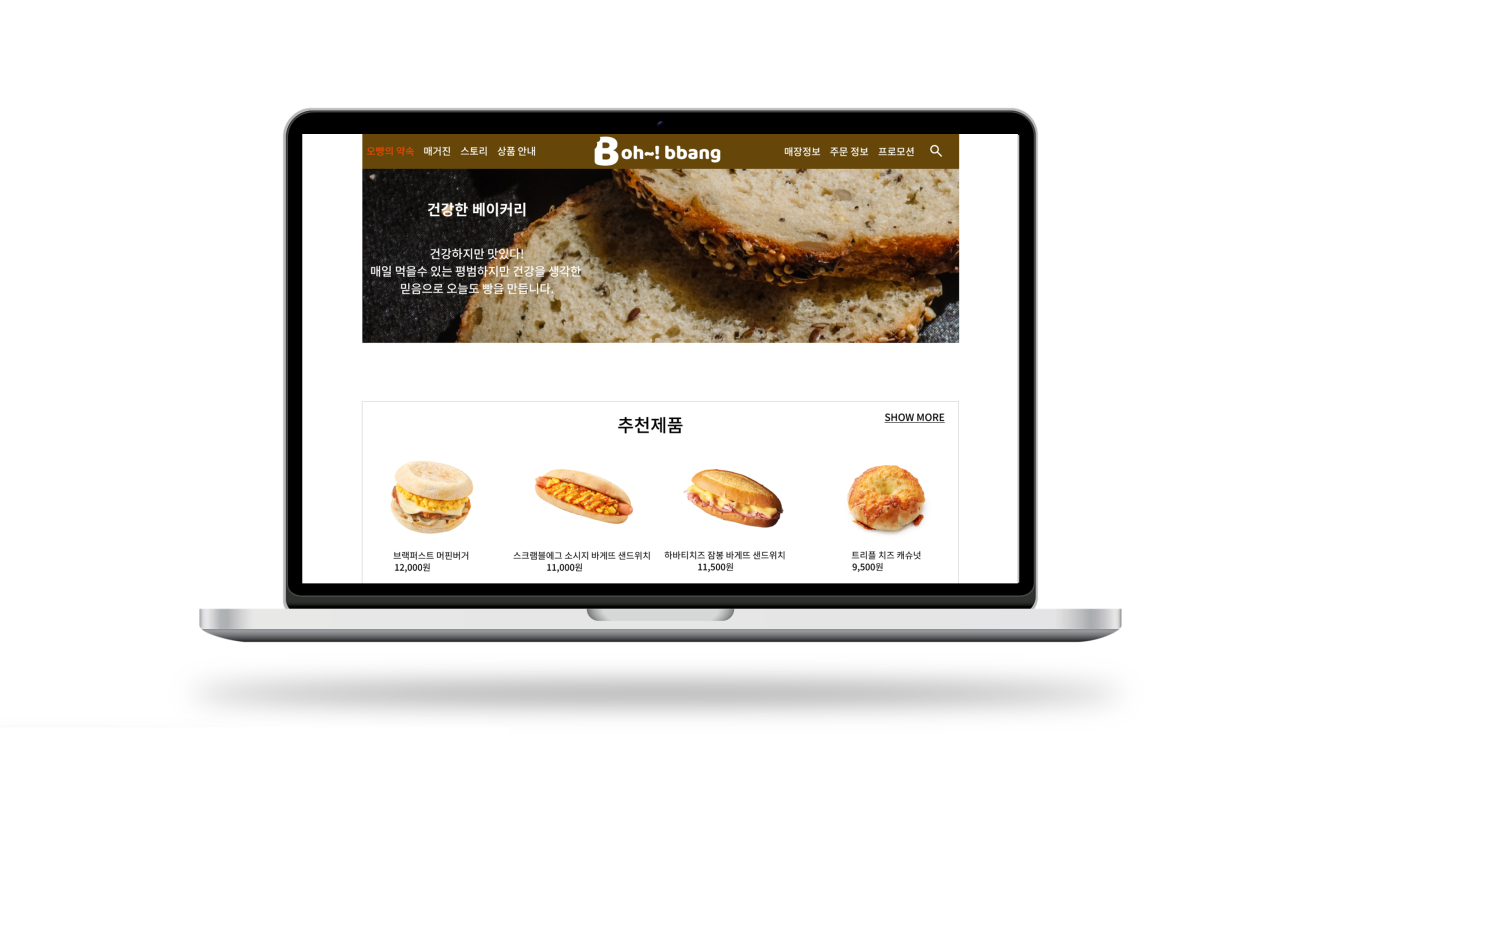 오빵의 약속 매거진 스토리 상품 안내 B oh~! bbang 매장정보 주문 정보 프로모션
건강한 베이커리
건강하지만 맛있다!
매일 먹을수 있는 평범하지만 건강을 생각한
믿음으로 오늘도 빵을 만듭니다.
추천제품
SHOW MORE
브랙퍼스트 머핀버거
12,000원
스크램블에그 소시지 바게뜨 샌드위치
11,000원
하바티치즈 잠봉 바게뜨 샌드위치
11,500원
트리플 치즈 캐슈넛
9,500원